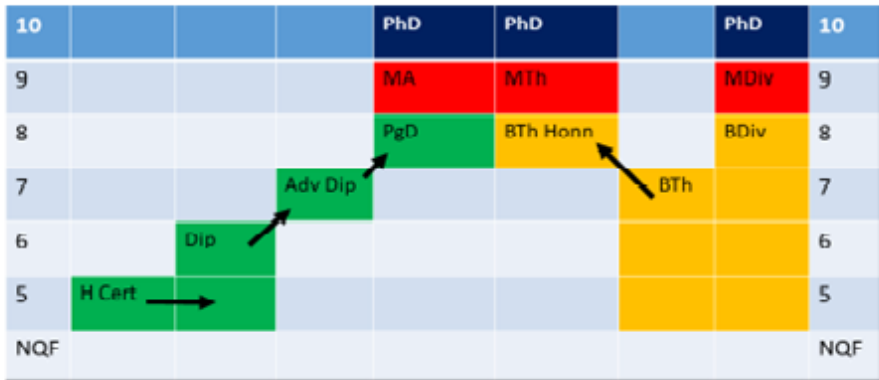 10 PhD PhD PhD 10
9 MA MTh MDiv 9
8 PgD BTh Honn BDiv 8
7 Adv Dip BTh 7
6 Dip 6
5 H Cert 5
NQF NQF